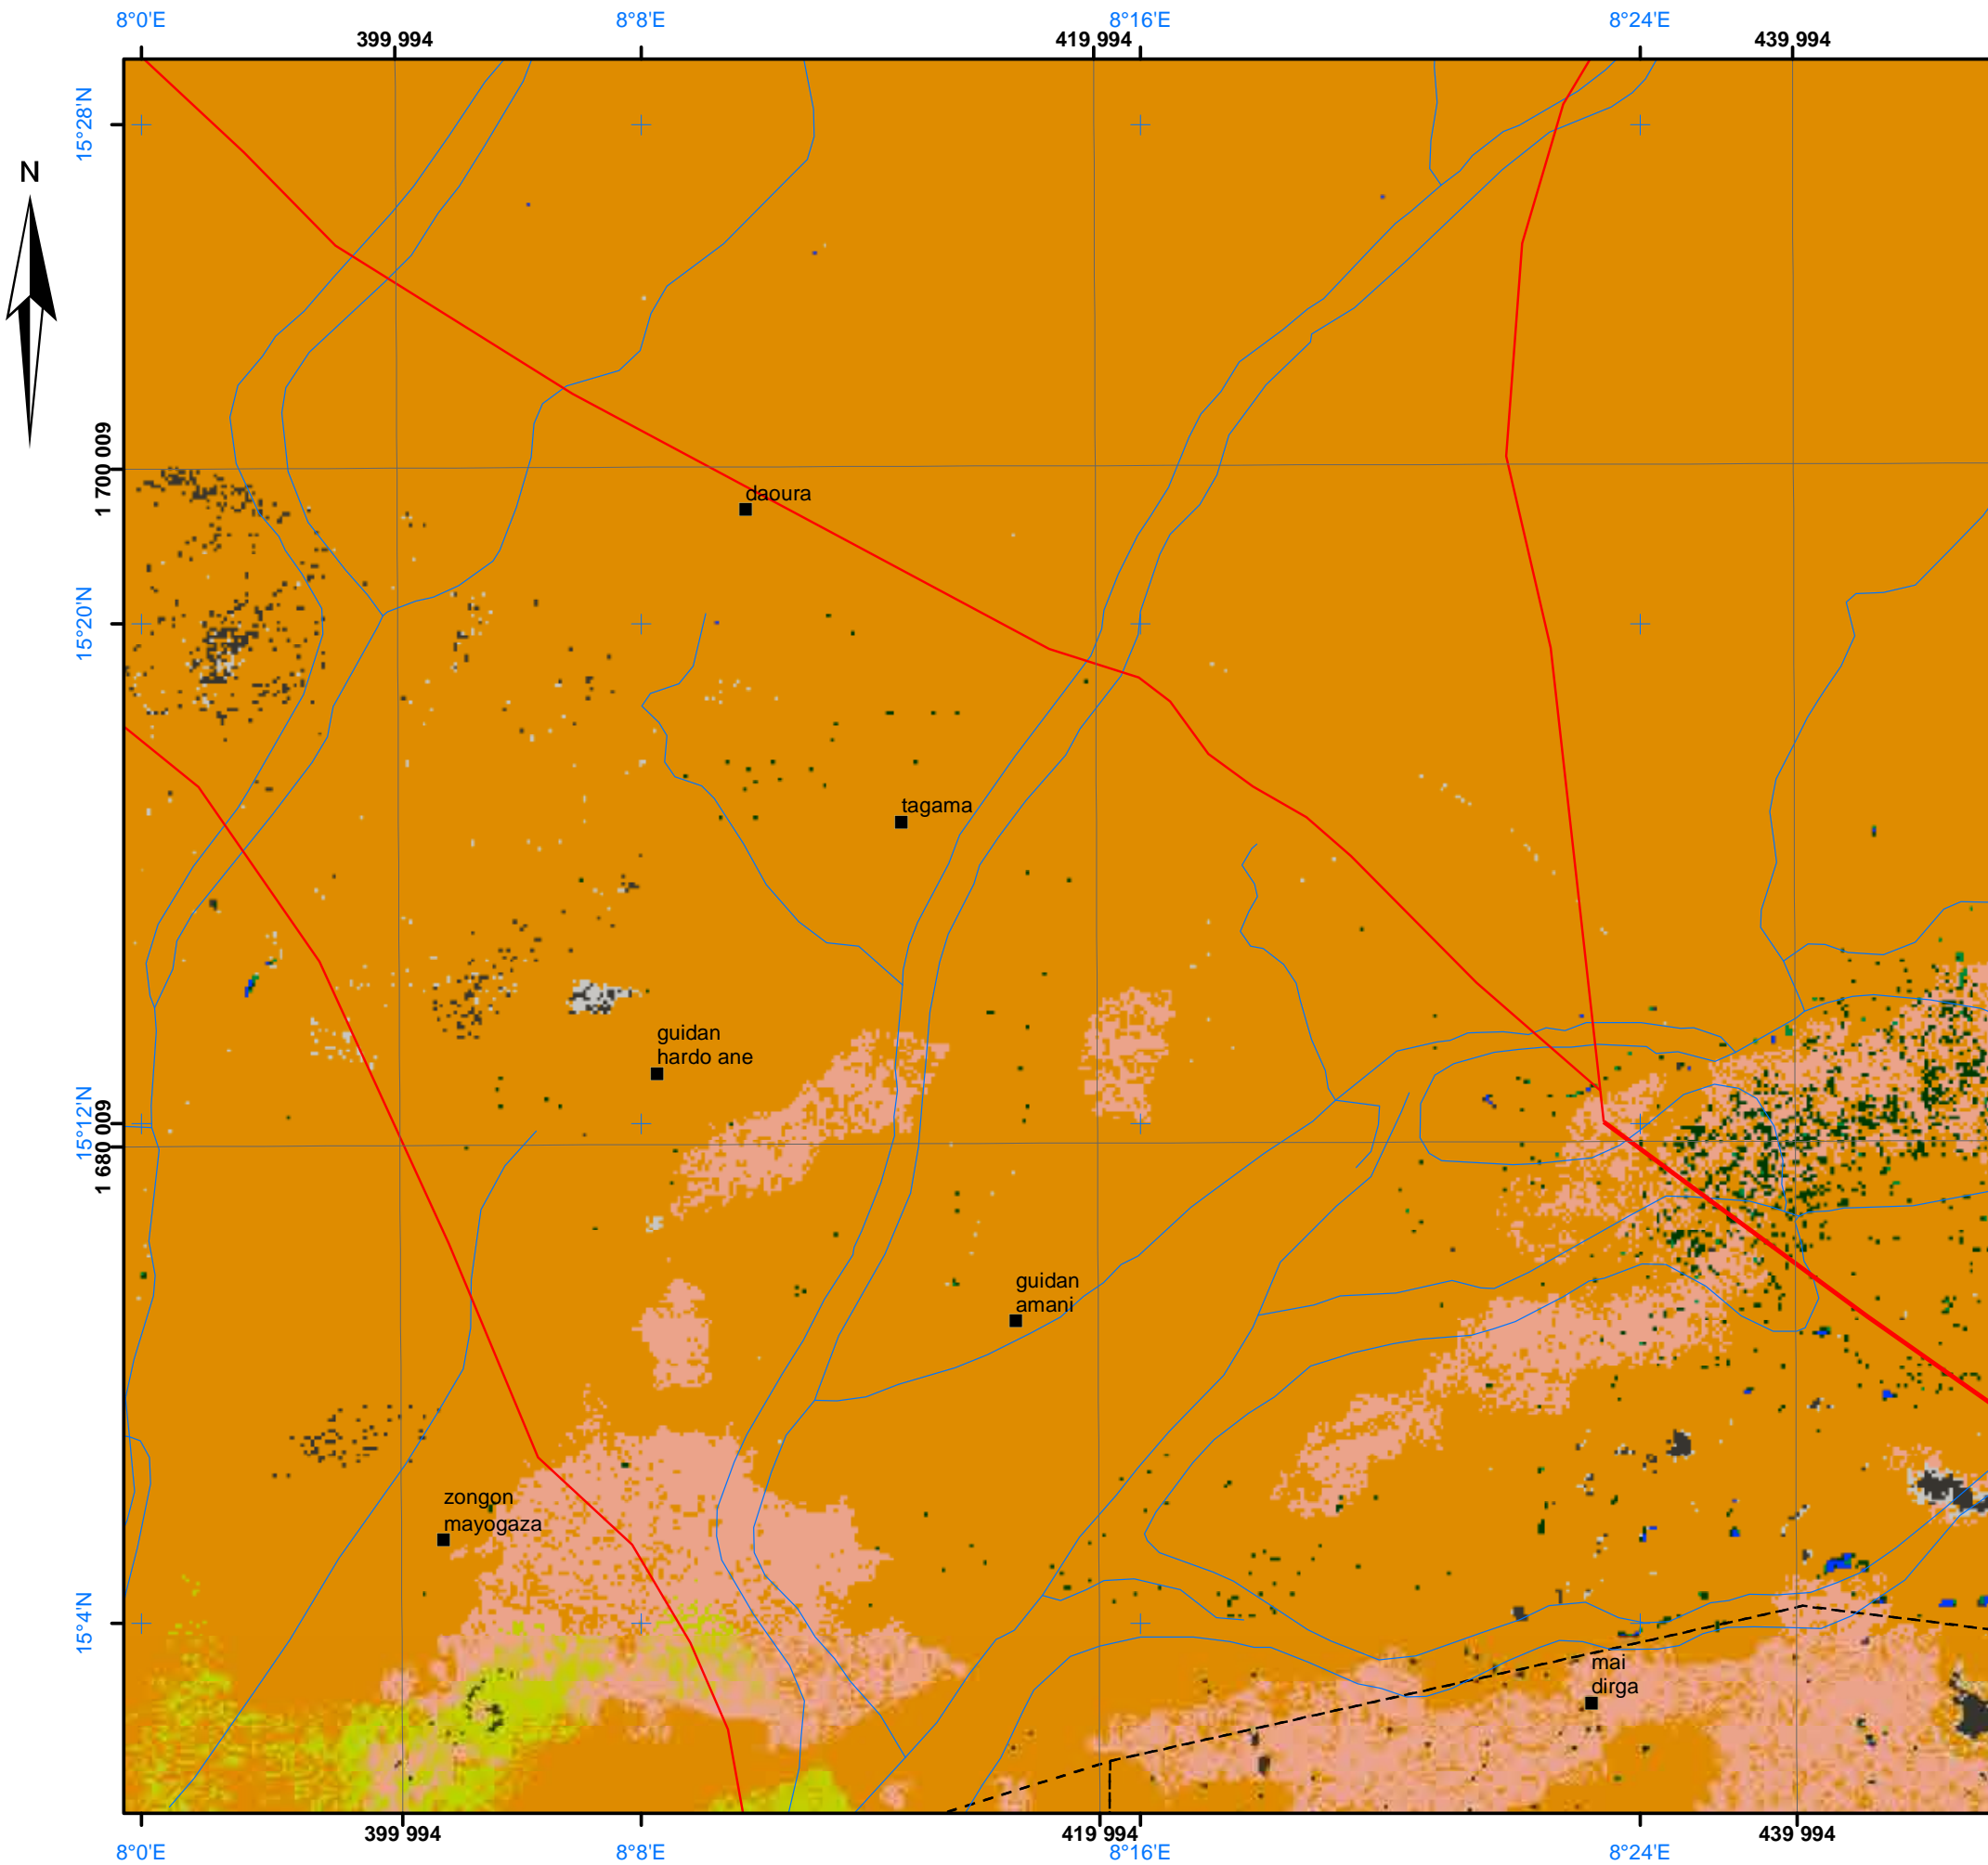 8°0'E 8°8'E 8°16'E 8°24'E
399 994 419 994 439 994
15°28'N
N
1 700 009
daoura
15°20'N
tagama
guidan
hardo ane
15°12'N
1 680 009
guidan
amani
zongon
mayogaza
15°4'N
mai
dirga
399 994 419 994 439 994
8°0'E 8°8'E 8°16'E 8°24'E